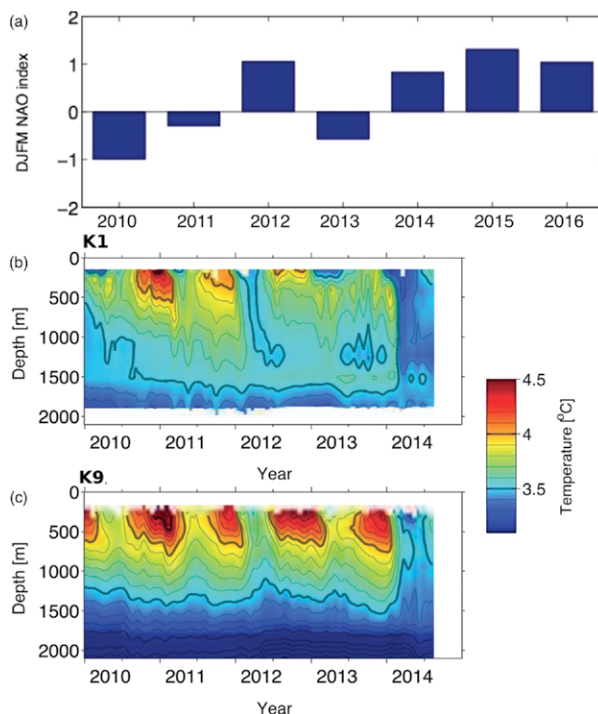 (a)
2
1
0
−1
−2
DJFM NAO index
2010 2011 2012 2013 2014 2015 2016
K1
(b)
0
500
1000
1500
2000
Depth [m]
2010 2011 2012 2013 2014
Year
K9
(c)
0
500
1000
1500
2000
Depth [m]
2010 2011 2012 2013 2014
Year
4.5
4
3.5
Temperature [ºC]